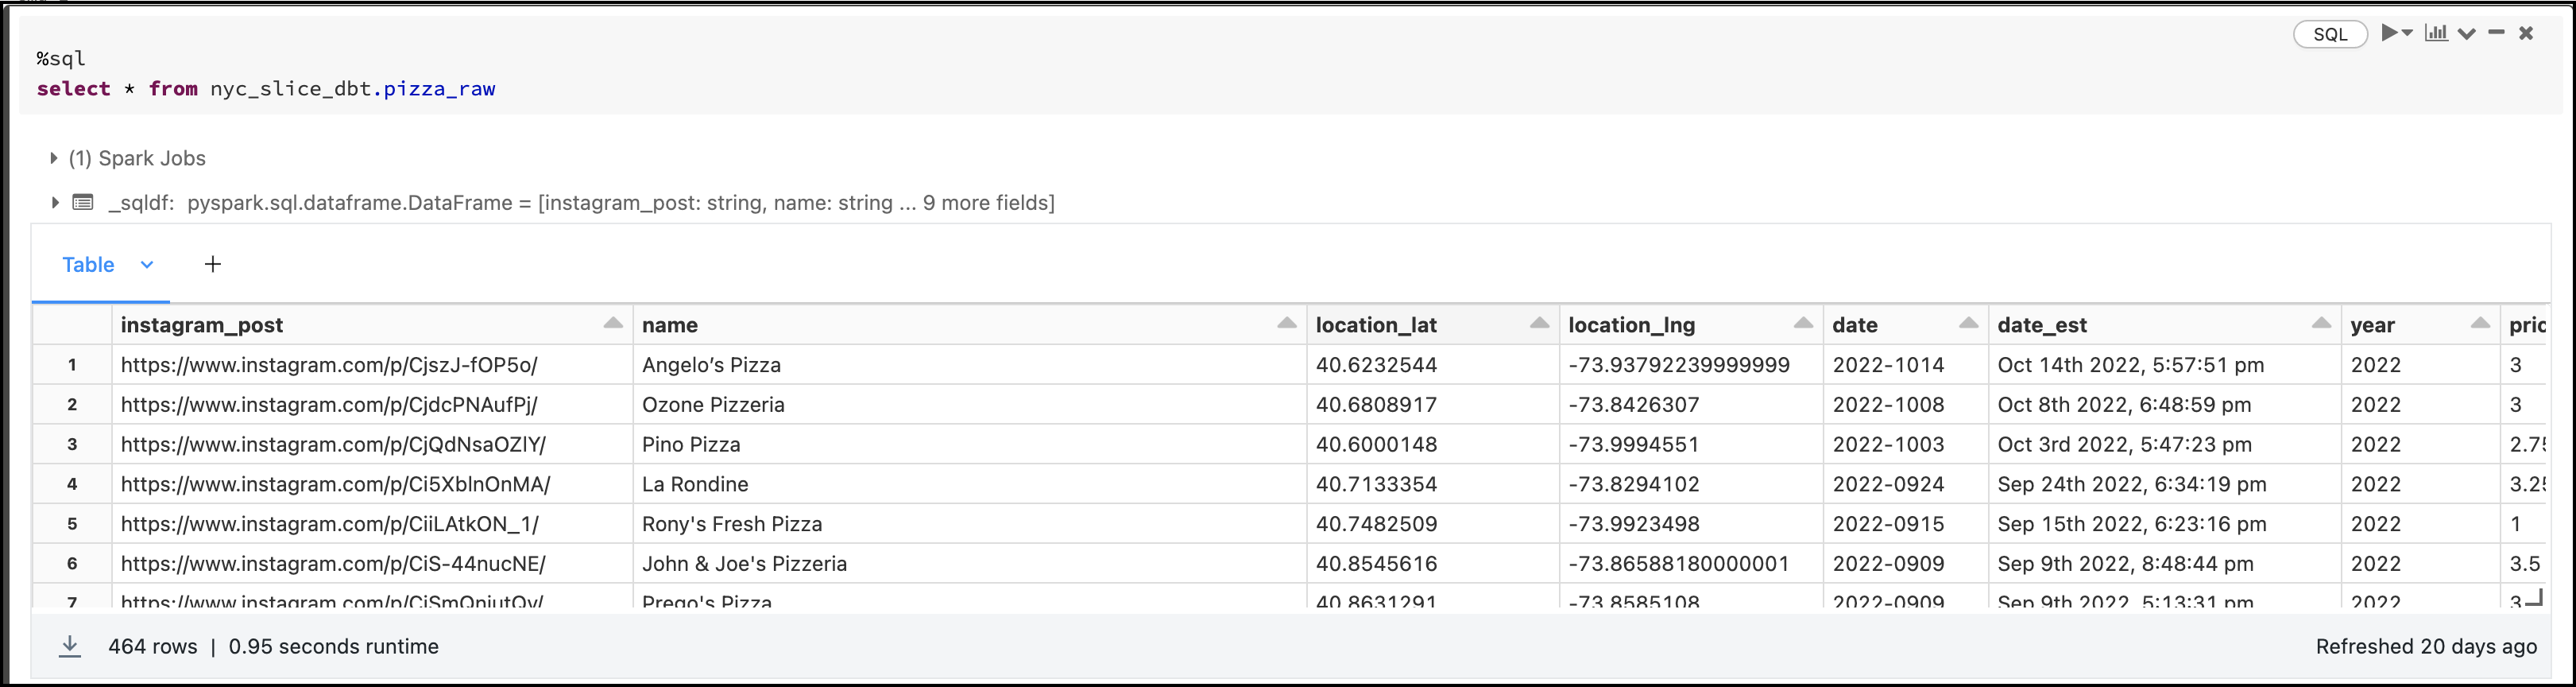 SQL
%sql
select * from nyc_slice_dbt.pizza_raw
(1) Spark Jobs
_sqldf: pyspark.sql.dataframe.DataFrame = [instagram_post: string, name: string ... 9 more fields]
Table +
instagram_post name location_lat location_lng date date_est year pric
1 https://www.instagram.com/p/CjszJ-fOP5o/ Angelo’s Pizza 40.6232544 -73.93792239999999 2022-1014 Oct 14th 2022, 5:57:51 pm 2022 3
2 https://www.instagram.com/p/CjdcPNAufPj/ Ozone Pizzeria 40.6808917 -73.8426307 2022-1008 Oct 8th 2022, 6:48:59 pm 2022 3
3 https://www.instagram.com/p/CjQdNsaOZlY/ Pino Pizza 40.6000148 -73.9994551 2022-1003 Oct 3rd 2022, 5:47:23 pm 2022 2.75
4 https://www.instagram.com/p/Ci5XblnOnMA/ La Rondine 40.7133354 -73.8294102 2022-0924 Sep 24th 2022, 6:34:19 pm 2022 3.25
5 https://www.instagram.com/p/CiiLAtkON_1/ Rony's Fresh Pizza 40.7482509 -73.9923498 2022-0915 Sep 15th 2022, 6:23:16 pm 2022 1
6 https://www.instagram.com/p/CiS-44nucNE/ John & Joe's Pizzeria 40.8545616 -73.86588180000001 2022-0909 Sep 9th 2022, 8:48:44 pm 2022 3.5
7 https://www.instagram.com/p/CiSmQniutQv/ Prego's Pizza 40.8631291 -73.8585108 2022-0909 Sep 9th 2022, 5:13:31 pm 2022 3
464 rows | 0.95 seconds runtime
Refreshed 20 days ago